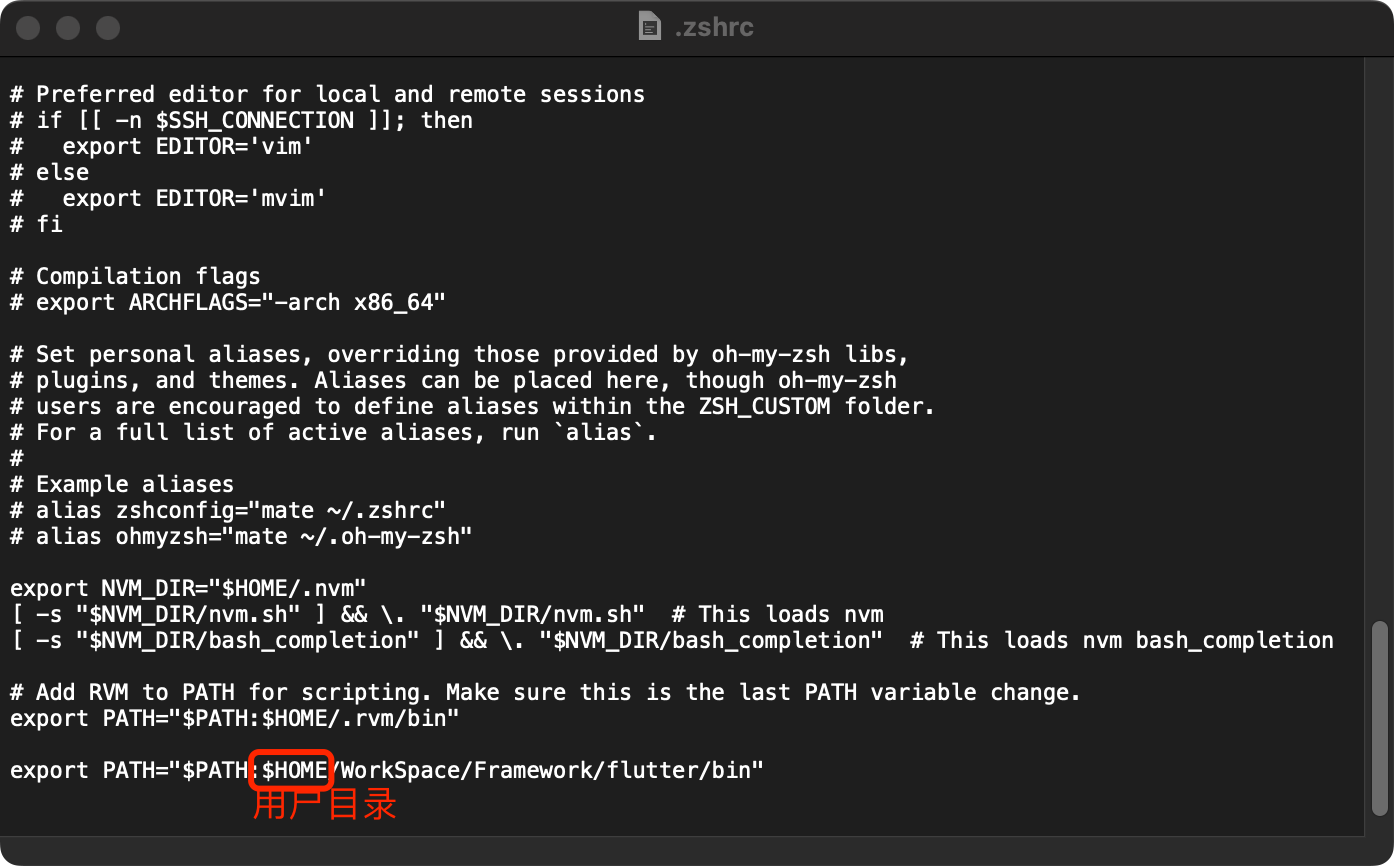 .zshrc
# Preferred editor for local and remote sessions
# if [[ -n $SSH_CONNECTION ]]; then
#   export EDITOR='vim'
# else
#   export EDITOR='mvim'
# fi
# Compilation flags
# export ARCHFLAGS="-arch x86_64"
# Set personal aliases, overriding those provided by oh-my-zsh libs,
# plugins, and themes. Aliases can be placed here, though oh-my-zsh
# users are encouraged to define aliases within the ZSH_CUSTOM folder.
# For a full list of active aliases, run `alias`.
#
# Example aliases
# alias zshconfig="mate ~/.zshrc"
# alias ohmyzsh="mate ~/.oh-my-zsh"
export NVM_DIR="$HOME/.nvm"
[ -s "$NVM_DIR/nvm.sh" ] && \. "$NVM_DIR/nvm.sh"  # This loads nvm
[ -s "$NVM_DIR/bash_completion" ] && \. "$NVM_DIR/bash_completion"  # This loads nvm bash_completion
# Add RVM to PATH for scripting. Make sure this is the last PATH variable change.
export PATH="$PATH:$HOME/.rvm/bin"
export PATH="$PATH:$HOME/WorkSpace/Framework/flutter/bin"
用户目录